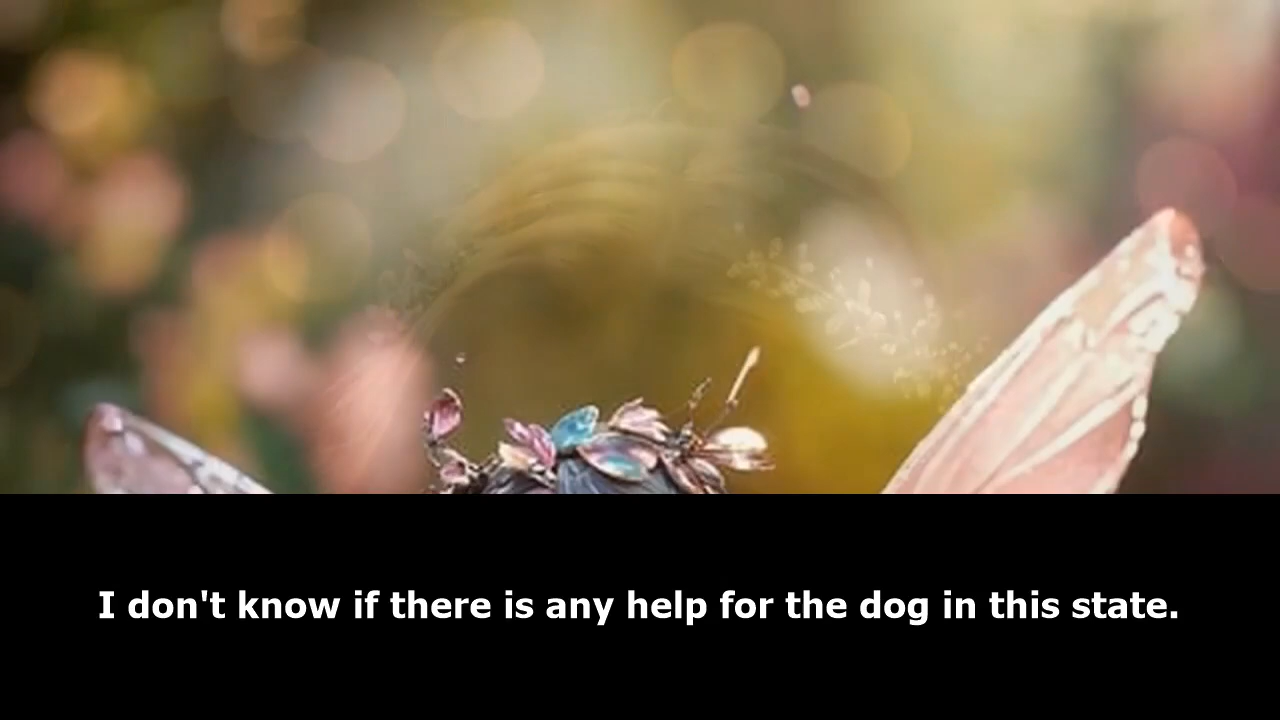 I don't know if there is any help for the dog in this state.